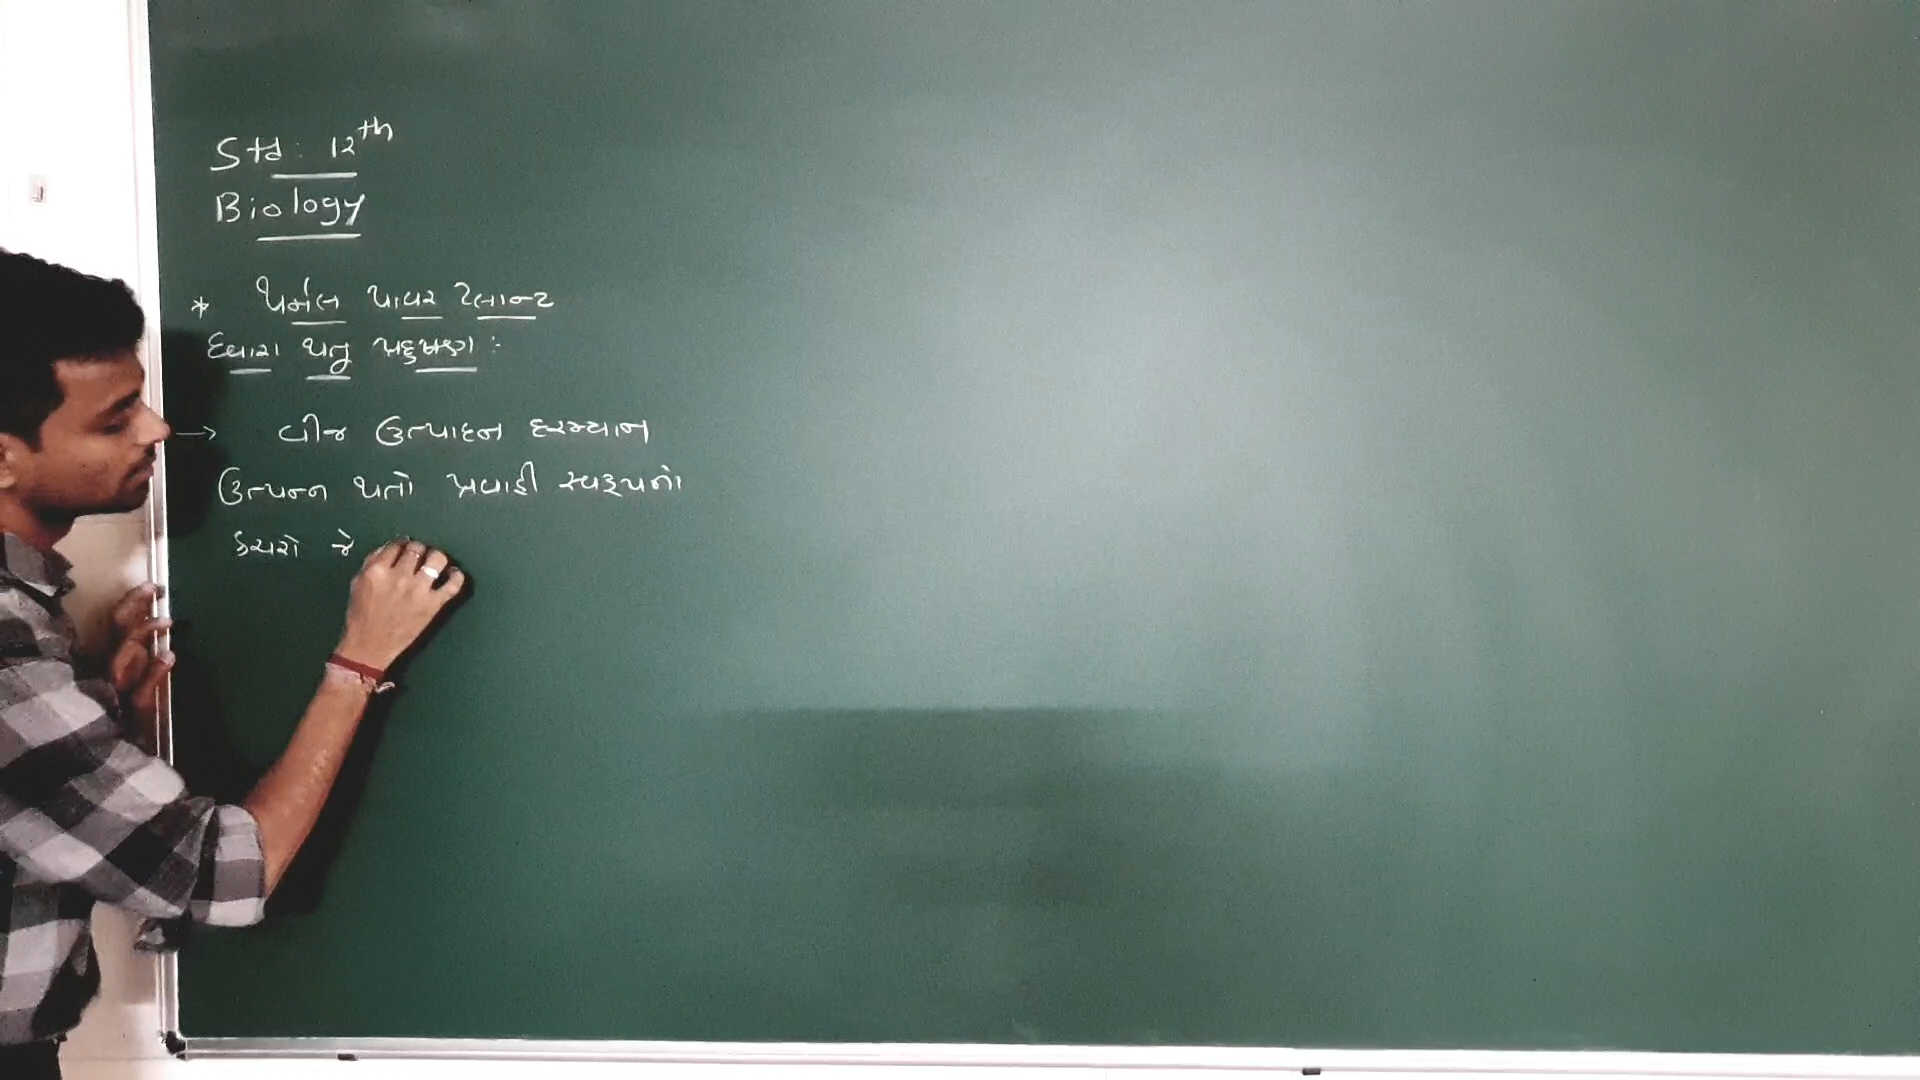 Std: 12th
Biology
* થર્મલ પાવર પ્લાન્ટ
દ્વારા થતુ પ્રદુષણ :-
→ વીજ ઉત્પાદન દરમ્યાન
ઉત્પન્ન થતો પ્રવાહી સ્વરૂપનો
કચરો જે